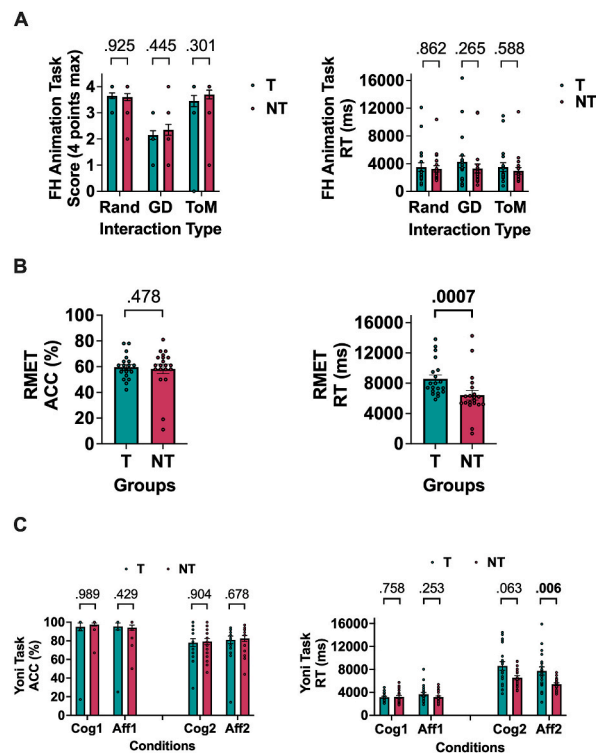 A
.925 .445 .301
T
NT
FH Animation Task
Score (4 points max)
4
3
2
1
0
Rand GD ToM
Interaction Type
.862 .265 .588
T
NT
FH Animation Task
RT (ms)
16000
12000
8000
4000
0
Rand GD ToM
Interaction Type
B
.478
RMET
ACC (%)
100
80
60
40
20
0
T NT
Groups
.0007
RMET
RT (ms)
16000
12000
8000
4000
0
T NT
Groups
C
T NT
.989 .429 .904 .678
Yoni Task
ACC (%)
100
80
60
40
20
0
Cog1 Aff1 Cog2 Aff2
Conditions
T NT
.758 .253 .063 .006
Yoni Task
RT (ms)
16000
12000
8000
4000
0
Cog1 Aff1 Cog2 Aff2
Conditions